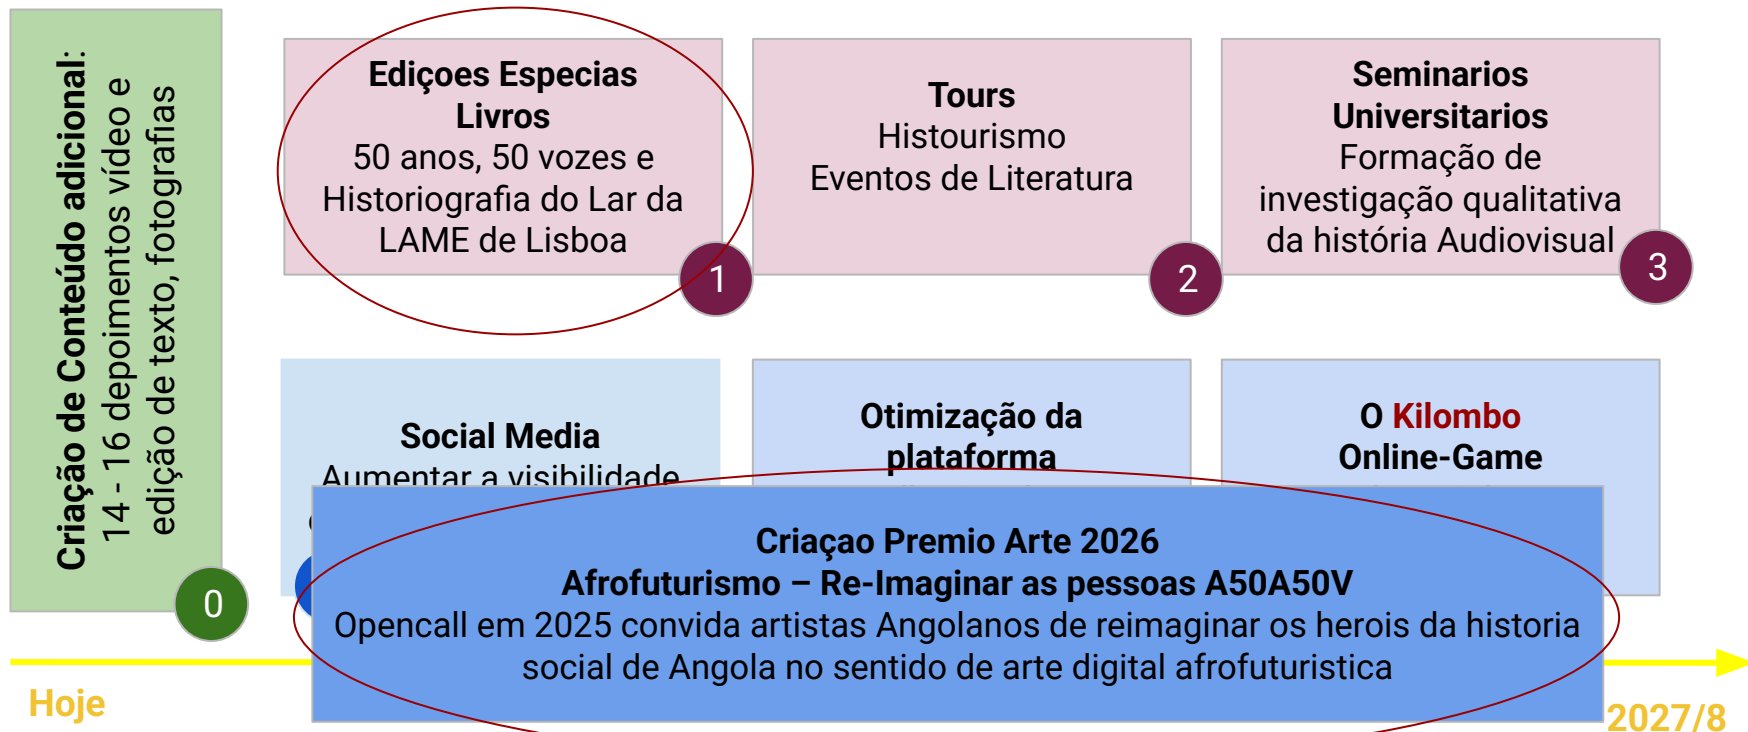 Criação de Conteúdo adicional:
14 - 16 depoimentos vídeo e
edição de texto, fotografias
0
Ediçoes Especias
Livros
50 anos, 50 vozes e
Historiografia do Lar da
LAME de Lisboa
1
Tours
Histourismo
Eventos de Literatura
2
Seminarios
Universitarios
Formação de
investigação qualitativa
da história Audiovisual
3
Social Media
Aumentar a visibilidade
Otimização da
plataforma
O Kilombo
Online-Game
Criaçao Premio Arte 2026
Afrofuturismo – Re-Imaginar as pessoas A50A50V
Opencall em 2025 convida artistas Angolanos de reimaginar os herois da historia
social de Angola no sentido de arte digital afrofuturistica
Hoje
2027/8